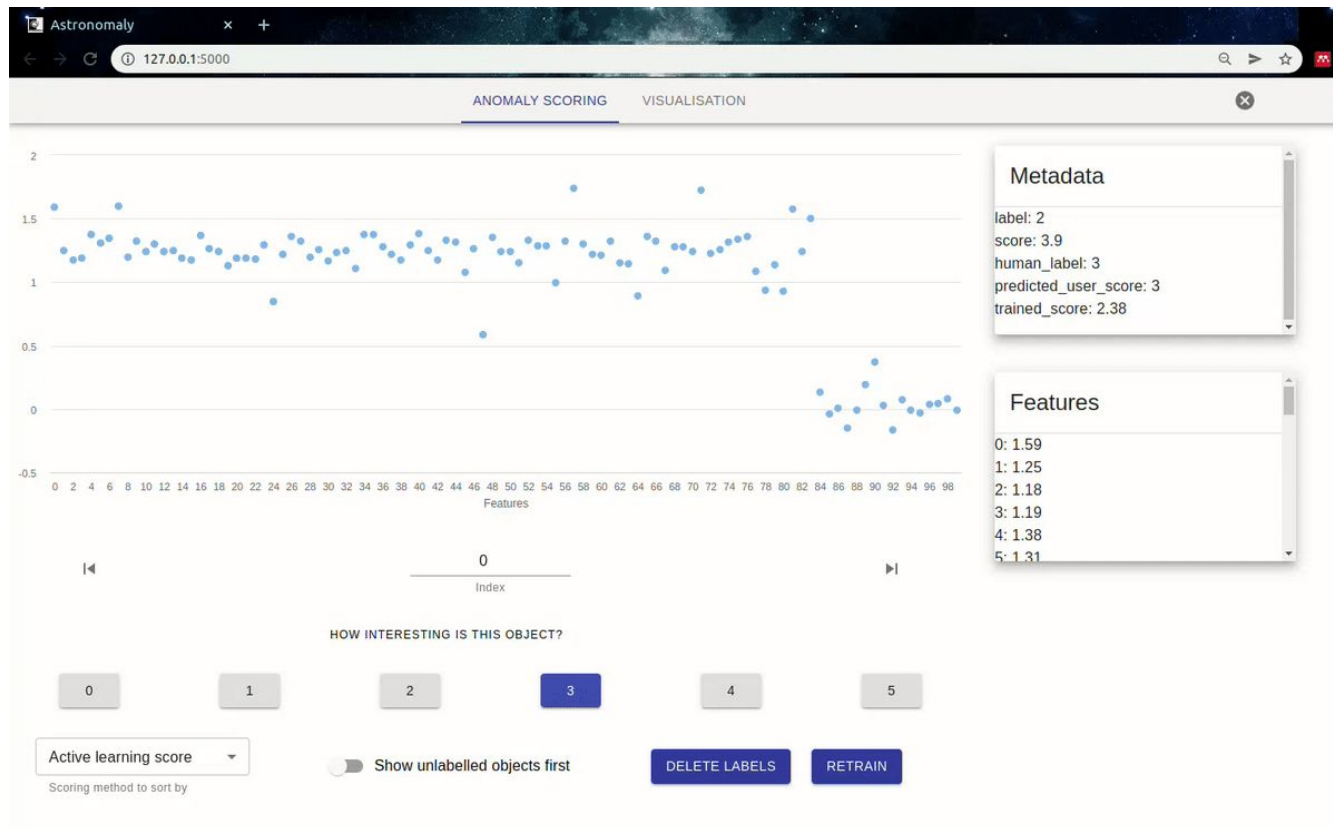 Astronomaly
127.0.0.1:5000
ANOMALY SCORING VISUALISATION
2
1.5
1
0.5
0
-0.5
0 2 4 6 8 10 12 14 16 18 20 22 24 26 28 30 32 34 36 38 40 42 44 46 48 50 52 54 56 58 60 62 64 66 68 70 72 74 76 78 80 82 84 86 88 90 92 94 96 98
Features
0
Index
HOW INTERESTING IS THIS OBJECT?
0 1 2 3 4 5
Active learning score
Scoring method to sort by
Show unlabelled objects first
DELETE LABELS RETRAIN
Metadata
label: 2
score: 3.9
human_label: 3
predicted_user_score: 3
trained_score: 2.38
Features
0: 1.59
1: 1.25
2: 1.18
3: 1.19
4: 1.38
5: 1.31